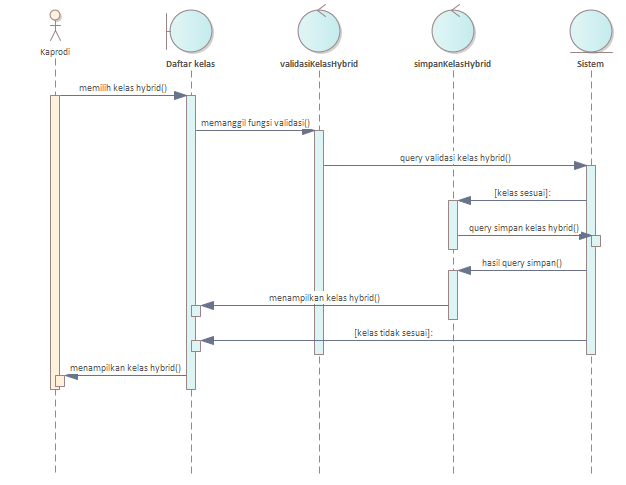 Kaprodi
Daftar kelas
validasiKelasHybrid
simpanKelasHybrid
Sistem
memilih kelas hybrid()
memanggil fungsi validasi()
query validasi kelas hybrid()
[kelas sesuai]:
query simpan kelas hybrid()
hasil query simpan()
menampilkan kelas hybrid()
[kelas tidak sesuai]:
menampilkan kelas hybrid()